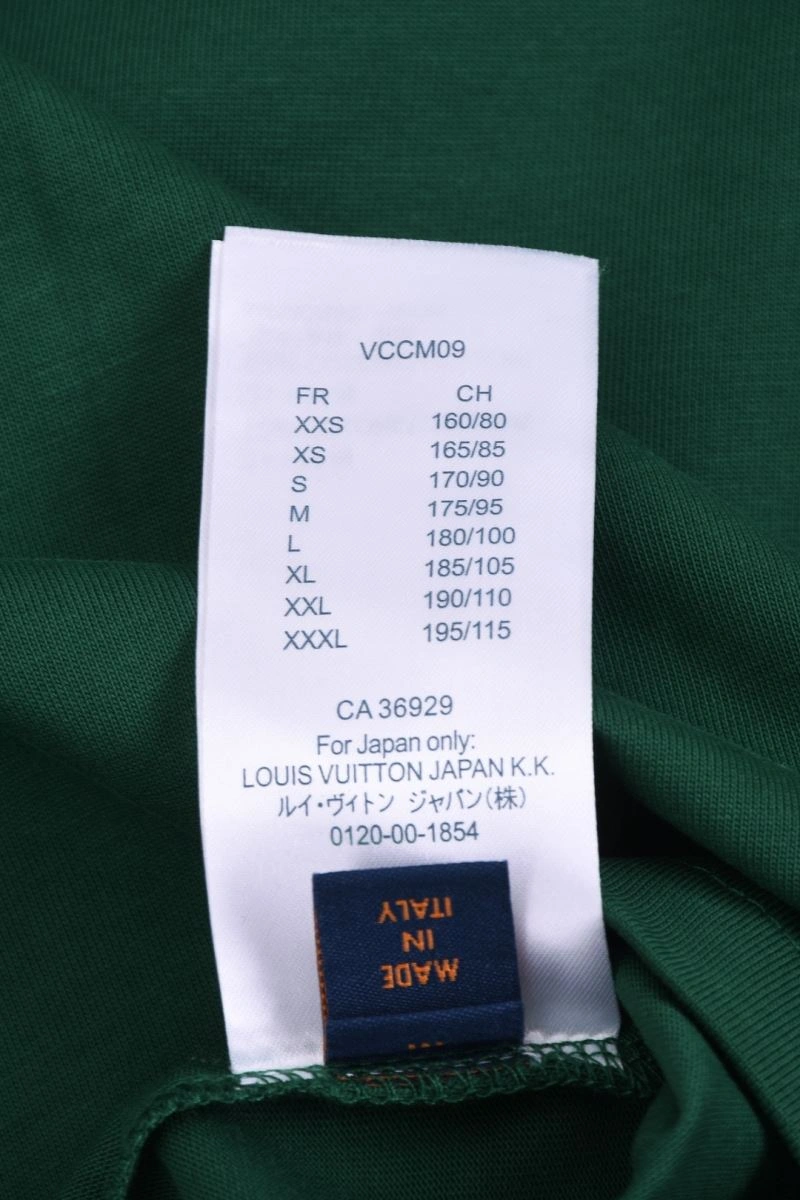 VCCM09
FR CH
XXS 160/80
XS 165/85
S 170/90
M 175/95
L 180/100
XL 185/105
XXL 190/110
XXXL 195/115
CA 36929
For Japan only:
LOUIS VUITTON JAPAN K.K.
ルイ・ヴィトン ジャパン(株)
0120-00-1854
MADE
IN
ITALY